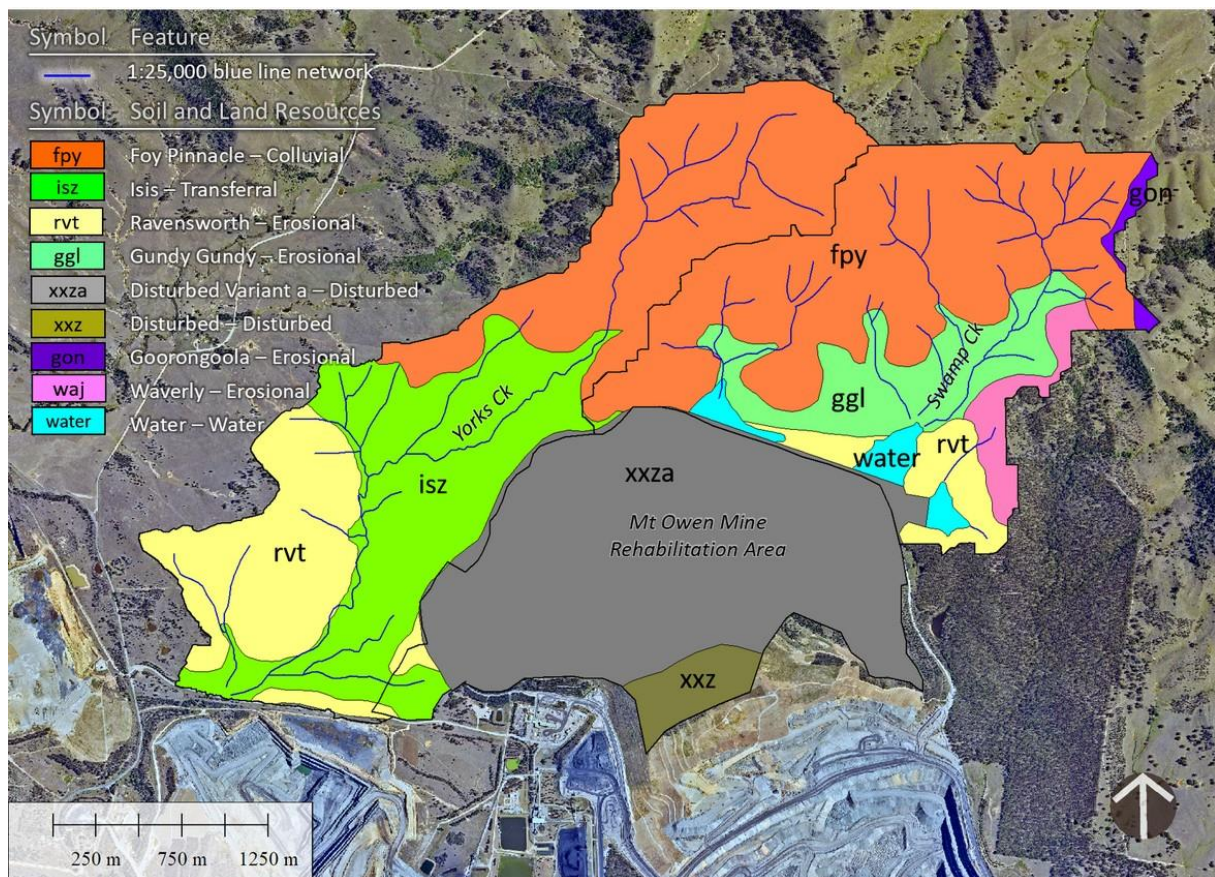 Symbol Feature
1:25,000 blue line network
Symbol Soil and Land Resources
fpy Foy Pinnacle – Colluvial
isz Isis – Transferral
rvt Ravensworth – Erosional
ggl Gundy Gundy – Erosional
xxza Disturbed Variant a – Disturbed
xxz Disturbed – Disturbed
gon Goorongoola – Erosional
waj Waverly – Erosional
water Water – Water
gon
fpy
Swamp Ck
Yorks Ck
ggl
rvt
water
xxza
isz
Mt Owen Mine
Rehabilitation Area
rvt
xxz
250 m 750 m 1250 m